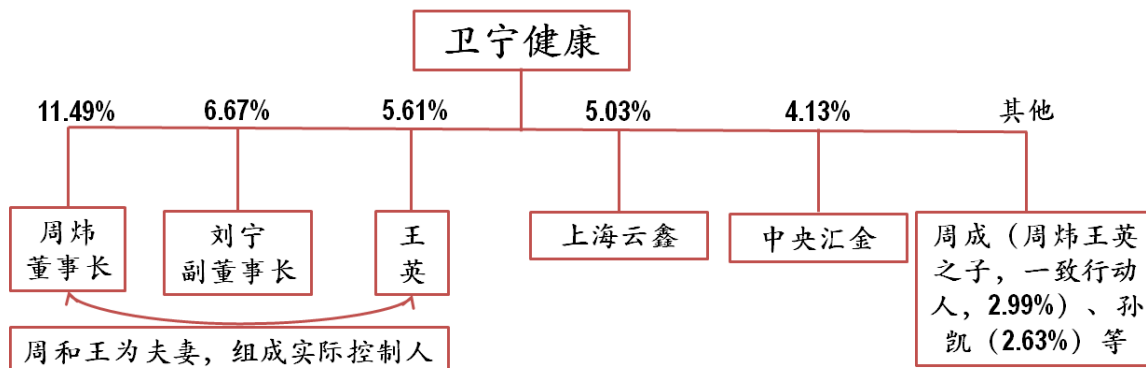 卫宁健康
11.49%
6.67%
5.61%
5.03%
4.13%
其他
周炜
董事长
刘宁
副董事长
王
英
上海云鑫
中央汇金
周成（周炜王英
之子，一致行动
人，2.99%）、孙
凯（2.63%）等
周和王为夫妻，组成实际控制人